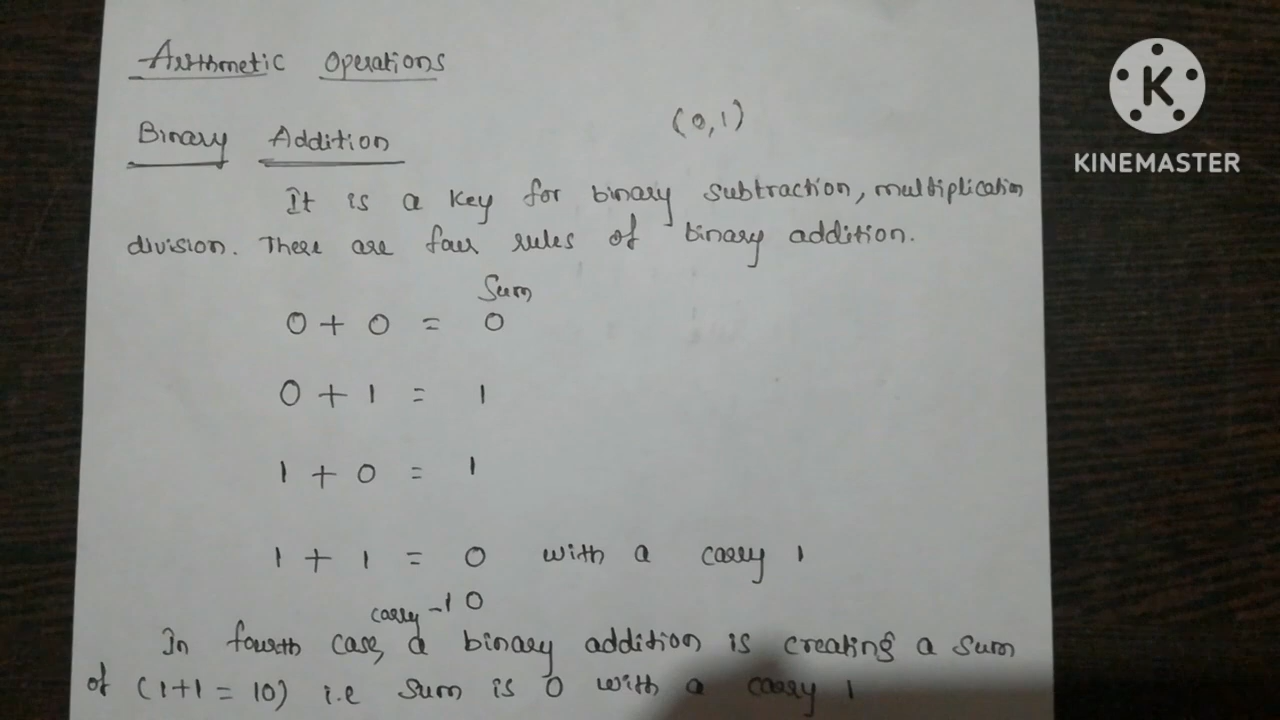 Arithmetic Operations
(0,1)
Binary Addition
It is a key for binary subtraction, multiplication
division. There are four rules of binary addition.
Sum
0 + 0 = 0
0 + 1 = 1
1 + 0 = 1
1 + 1 = 0 with a carry 1
carry - 1 0
In fourth case, a binary addition is creating a sum
of (1+1 = 10) i.e sum is 0 with a carry 1
K
KINEMASTER